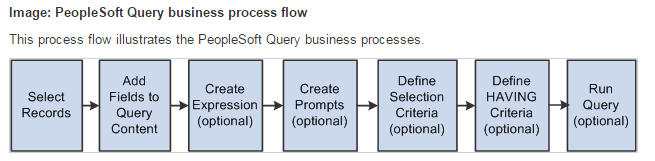 Image: PeopleSoft Query business process flow
This process flow illustrates the PeopleSoft Query business processes.
Select
Records
Add
Fields to
Query
Content
Create
Expression
(optional)
Create
Prompts
(optional)
Define
Selection
Criteria
(optional)
Define
HAVING
Criteria
(optional)
Run
Query
(optional)